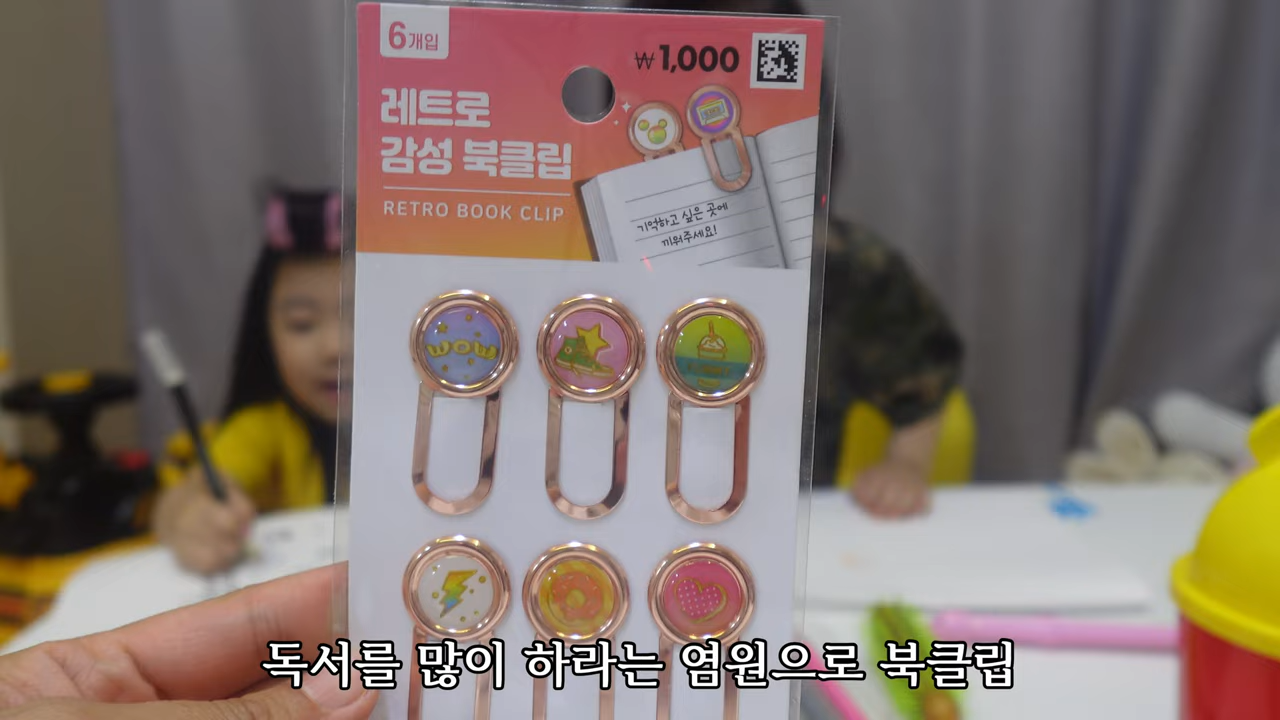 6개입
₩1,000
레트로
감성 북클립
RETRO BOOK CLIP
기억하고 싶은 곳에
끼워주세요!
WOW
독서를 많이 하라는 염원으로 북클립